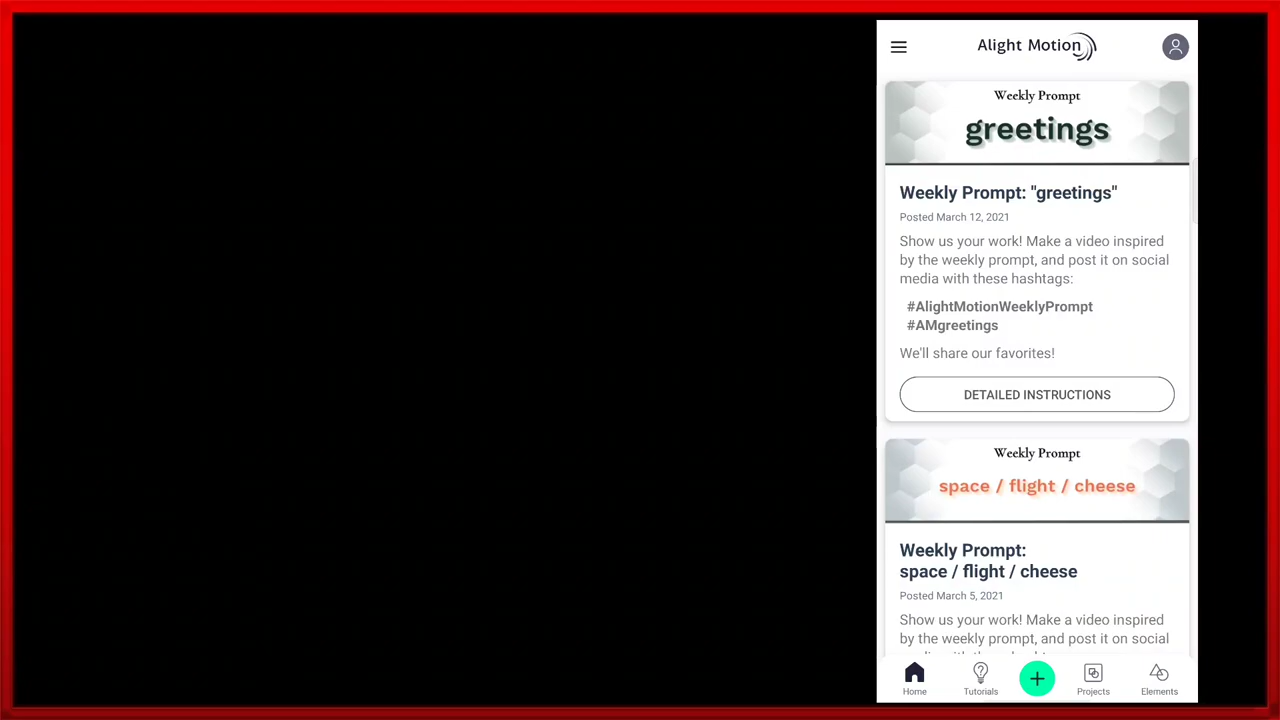 Alight Motion
Weekly Prompt
greetings
Weekly Prompt: "greetings"
Posted March 12, 2021
Show us your work! Make a video inspired
by the weekly prompt, and post it on social
media with these hashtags:
#AlightMotionWeeklyPrompt
#AMgreetings
We'll share our favorites!
DETAILED INSTRUCTIONS
Weekly Prompt
space / flight / cheese
Weekly Prompt:
space / flight / cheese
Posted March 5, 2021
Show us your work! Make a video inspired
by the weekly prompt, and post it on social
Home
Tutorials
Projects
Elements